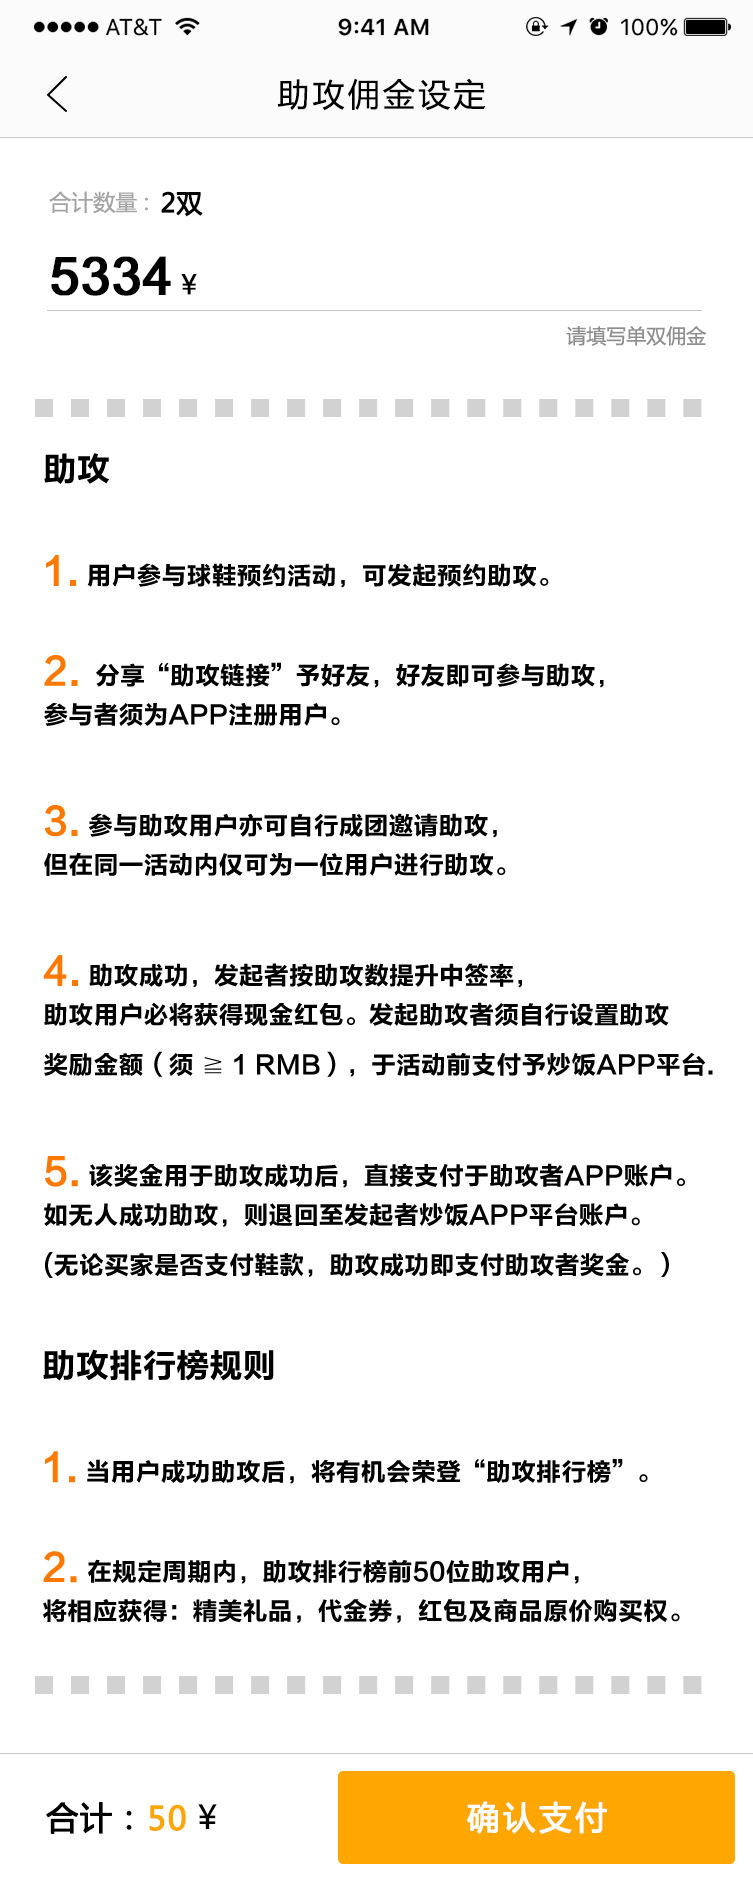 ●●●●● AT&T 9:41 AM 100%
助攻佣金设定
合计数量：2双
5334 ¥
请填写单双佣金
助攻
1. 用户参与球鞋预约活动，可发起预约助攻。
2. 分享“助攻链接”予好友，好友即可参与助攻，
参与者须为APP注册用户。
3. 参与助攻用户亦可自行成团邀请助攻，
但在同一活动内仅可为一位用户进行助攻。
4. 助攻成功，发起者按助攻数提升中签率，
助攻用户必将获得现金红包。发起助攻者须自行设置助攻
奖励金额（须 ≧ 1 RMB），于活动前支付予炒饭APP平台.
5. 该奖金用于助攻成功后，直接支付于助攻者APP账户。
如无人成功助攻，则退回至发起者炒饭APP平台账户。
(无论买家是否支付鞋款，助攻成功即支付助攻者奖金。）
助攻排行榜规则
1. 当用户成功助攻后，将有机会荣登“助攻排行榜”。
2. 在规定周期内，助攻排行榜前50位助攻用户，
将相应获得：精美礼品，代金券，红包及商品原价购买权。
合计：50 ¥ 确认支付